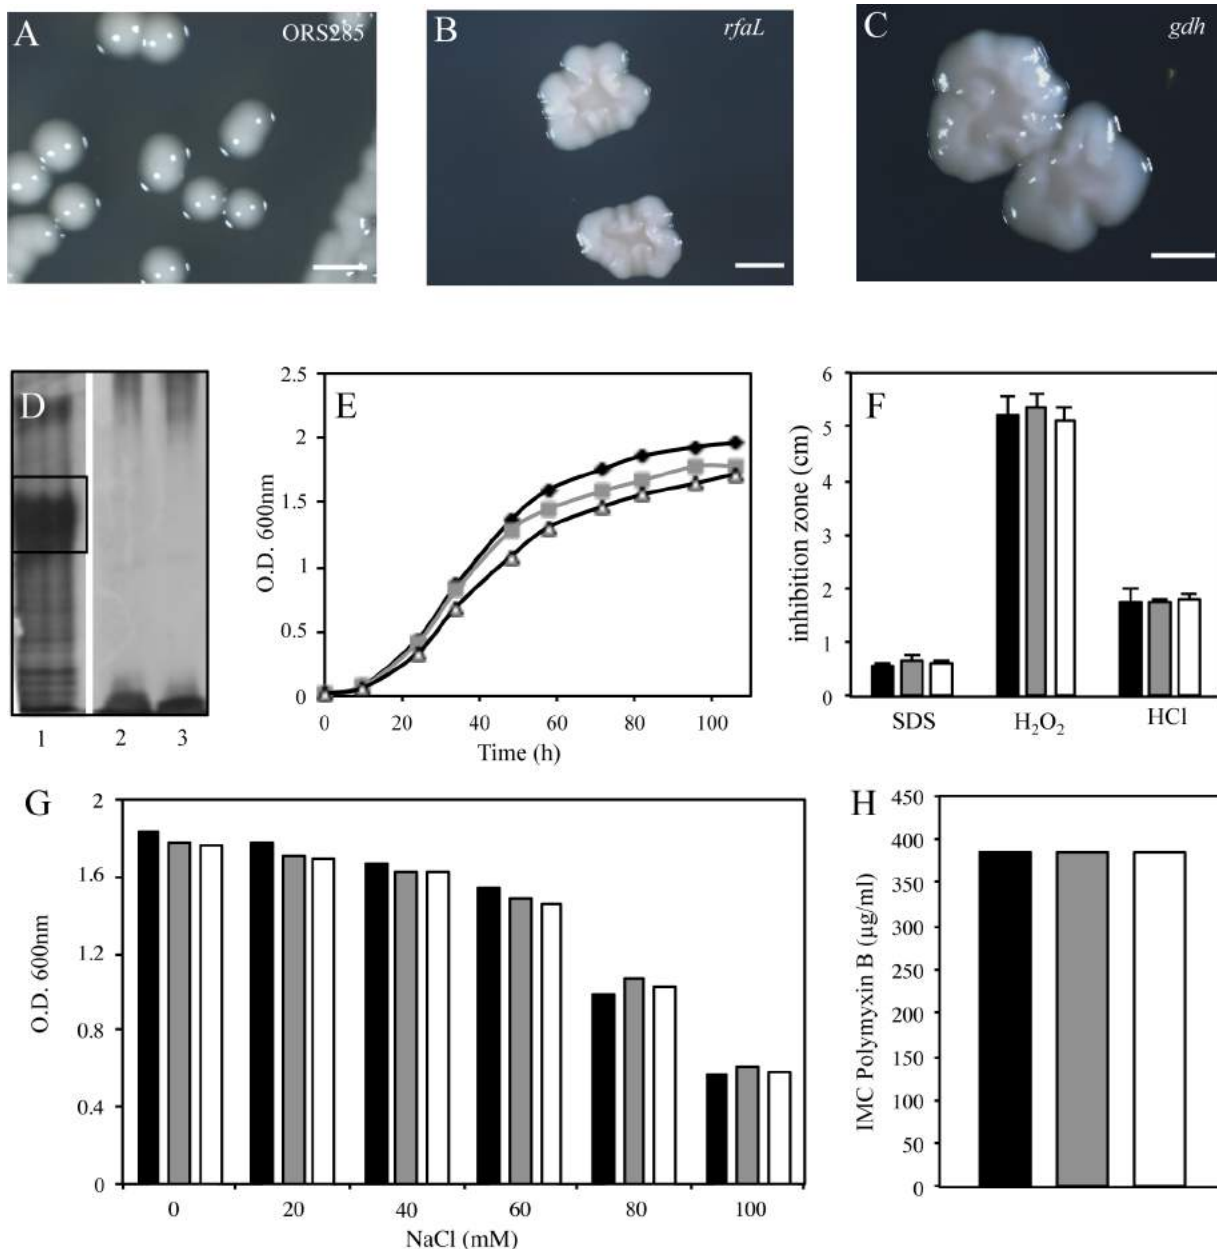 A
ORS285
B
rfaL
C
gdh
D
1 2 3
E
2.5
2
1.5
1
0.5
0
O.D. 600nm
0 20 40 60 80 100
Time (h)
F
6
5
4
3
2
1
0
inhibition zone (cm)
SDS H₂O₂ HCl
G
2
1.6
1.2
0.8
0.4
0
O.D. 600nm
0 20 40 60 80 100
NaCl (mM)
H
450
400
350
300
250
200
150
100
50
0
IMC Polymyxin B (µg/ml)